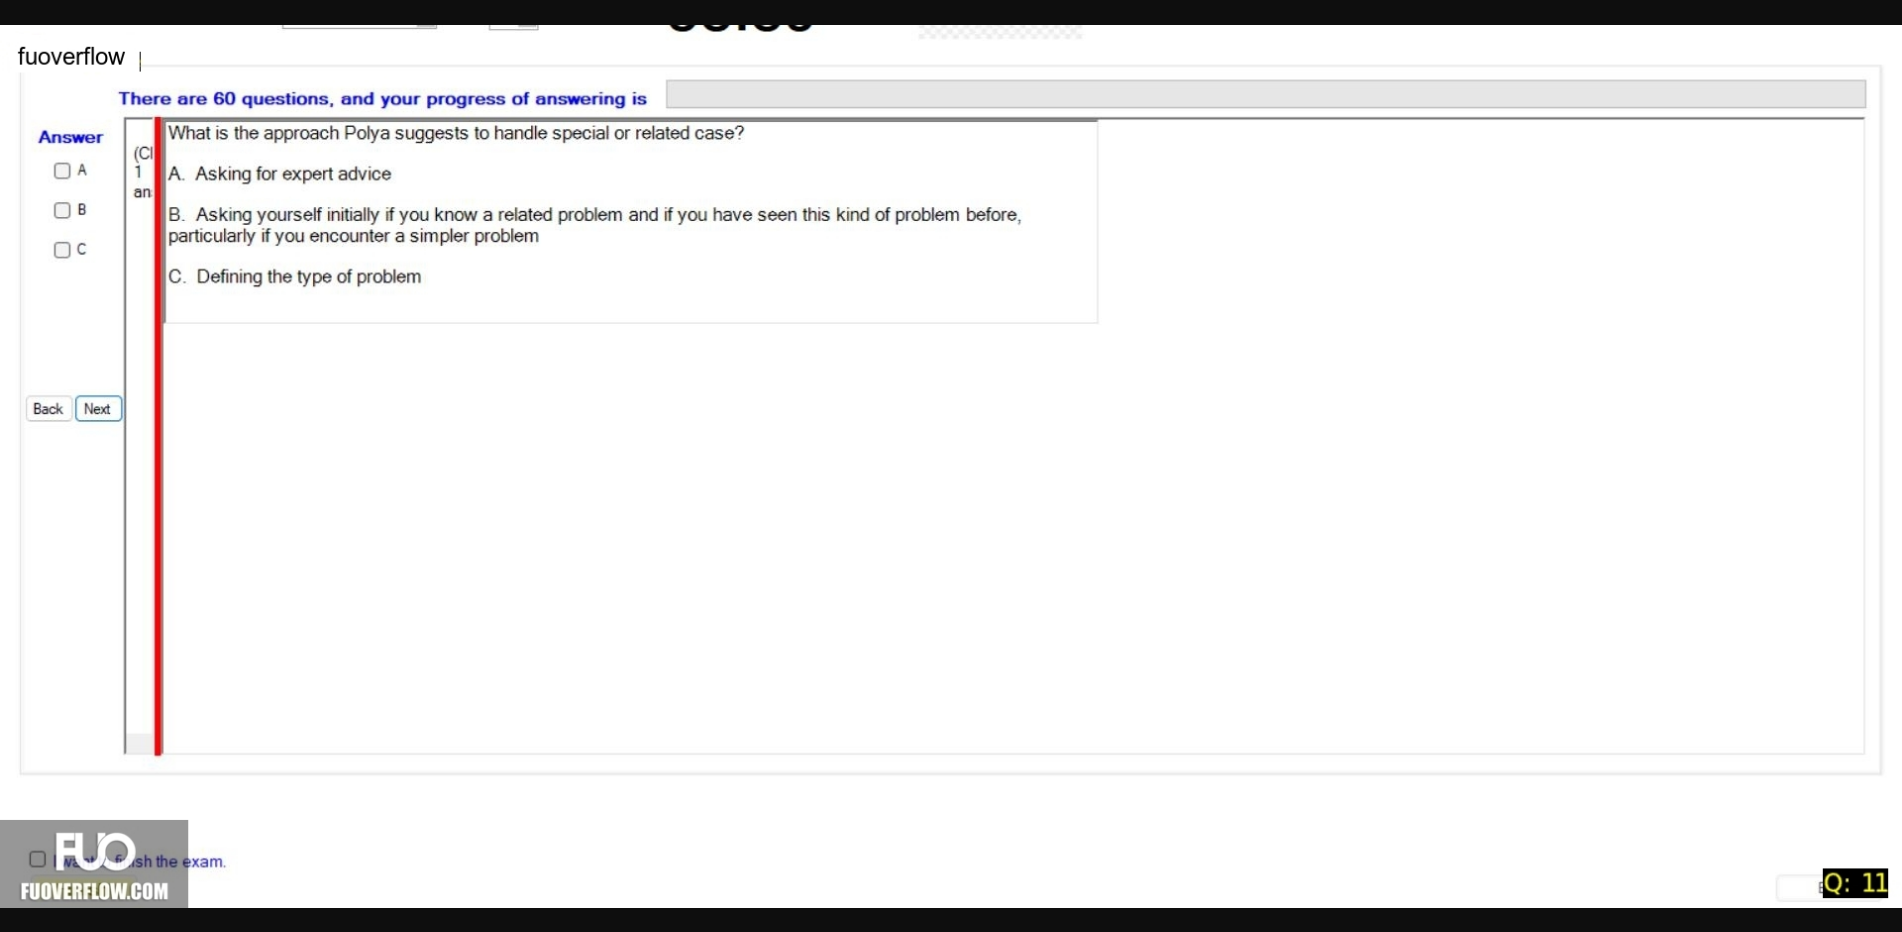 fuoverflow
There are 60 questions, and your progress of answering is
Answer
A
B
C
(Cl
1
an
What is the approach Polya suggests to handle special or related case?
A. Asking for expert advice
B. Asking yourself initially if you know a related problem and if you have seen this kind of problem before,
particularly if you encounter a simpler problem
C. Defining the type of problem
Back Next
FUO
the exam.
FUOVERFLOW.COM
Q: 11